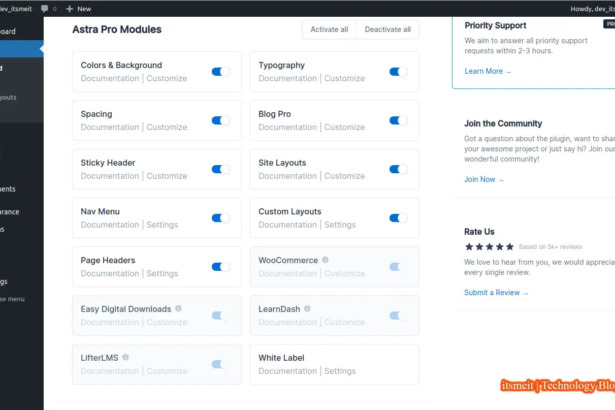 dev_itsmeit 0 + New Howdy, dev_its
board
Astra Pro Modules
Activate all Deactivate all
Colors & Background
Documentation | Customize
Typography
Documentation | Customize
Spacing
Documentation | Customize
Blog Pro
Documentation | Customize
Sticky Header
Documentation | Customize
Site Layouts
Documentation | Customize
Nav Menu
Documentation | Settings
Custom Layouts
Documentation | Settings
Page Headers
Documentation | Settings
WooCommerce
Documentation | Customize
Easy Digital Downloads
Documentation | Customize
LearnDash
Documentation | Customize
LifterLMS
Documentation | Customize
White Label
Documentation | Settings
Priority Support
We aim to answer all priority support
requests within 2-3 hours.
Learn More →
Join the Community
Got a question about the plugin, want to shar
your awesome project or just say hi? Join our
wonderful community!
Join Now →
Rate Us
★★★★★ Based on 5k+ reviews
We love to hear from you, we would apprecia
every single review.
Submit a Review →
youts
ments
arance
gs
se menu
itsmeit | Technology Blo